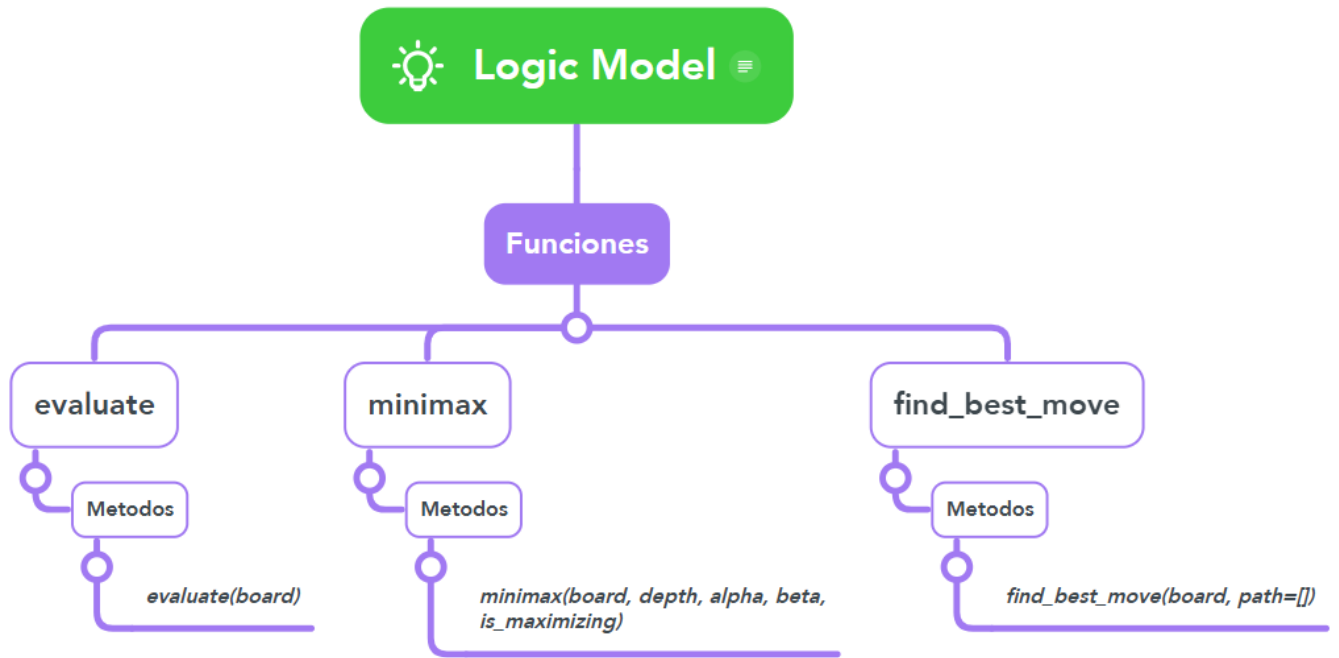 Logic Model
Funciones
evaluate
minimax
find_best_move
Metodos
Metodos
Metodos
evaluate(board)
minimax(board, depth, alpha, beta,
is_maximizing)
find_best_move(board, path=[])